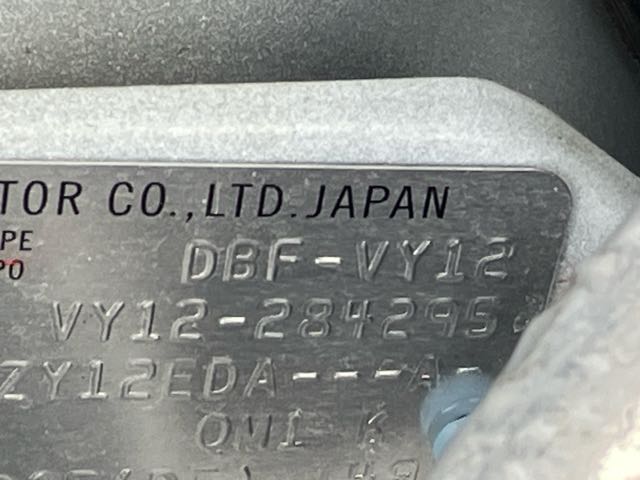 TOR CO.,LTD.JAPAN
PE DBF-VY12
PO
VY12-284295
ZY12EDA---A-
QM1 K